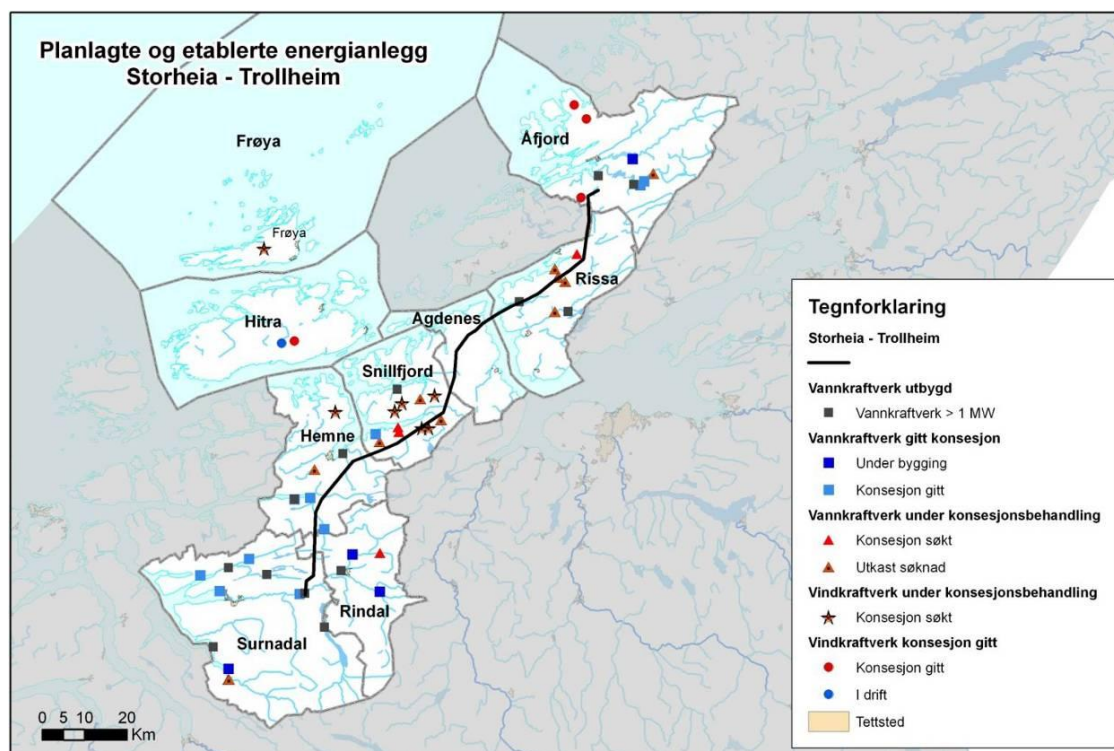 Planlagte og etablerte energianlegg
Storheia - Trollheim
Frøya
Åfjord
Frøya
Rissa
Hitra
Agdenes
Snillfjord
Hemne
Rindal
Surnadal
0 5 10 20
Km
Tegnforklaring
Storheia - Trollheim
Vannkraftverk utbygd
Vannkraftverk > 1 MW
Vannkraftverk gitt konsesjon
Under bygging
Konsesjon gitt
Vannkraftverk under konsesjonsbehandling
Konsesjon søkt
Utkast søknad
Vindkraftverk under konsesjonsbehandling
Konsesjon søkt
Vindkraftverk konsesjon gitt
Konsesjon gitt
I drift
Tettsted